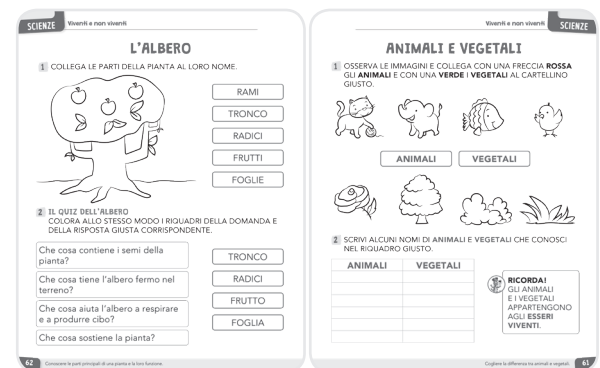 SCIENZE
Viventi e non viventi
L'ALBERO
1 COLLEGA LE PARTI DELLA PIANTA AL LORO NOME.
RAMI
TRONCO
RADICI
FRUTTI
FOGLIE
2 IL QUIZ DELL'ALBERO
COLORA ALLO STESSO MODO I RIQUADRI DELLA DOMANDA E
DELLA RISPOSTA GIUSTA CORRISPONDENTE.
Che cosa contiene i semi della
pianta?
Che cosa tiene l'albero fermo nel
terreno?
Che cosa aiuta l'albero a respirare
e a produrre cibo?
Che cosa sostiene la pianta?
TRONCO
RADICI
FRUTTO
FOGLIA
62 Conoscere le parti principali di una pianta e la loro funzione.
Viventi e non viventi
SCIENZE
ANIMALI E VEGETALI
1 OSSERVA LE IMMAGINI E COLLEGA CON UNA FRECCIA ROSSA
GLI ANIMALI E CON UNA VERDE I VEGETALI AL CARTELLINO
GIUSTO.
ANIMALI
VEGETALI
2 SCRIVI ALCUNI NOMI DI ANIMALI E VEGETALI CHE CONOSCI
NEL RIQUADRO GIUSTO.
ANIMALI VEGETALI
RICORDA!
GLI ANIMALI
E I VEGETALI
APPARTENGONO
AGLI ESSERI
VIVENTI.
Cogliere la differenza tra animali e vegetali. 61